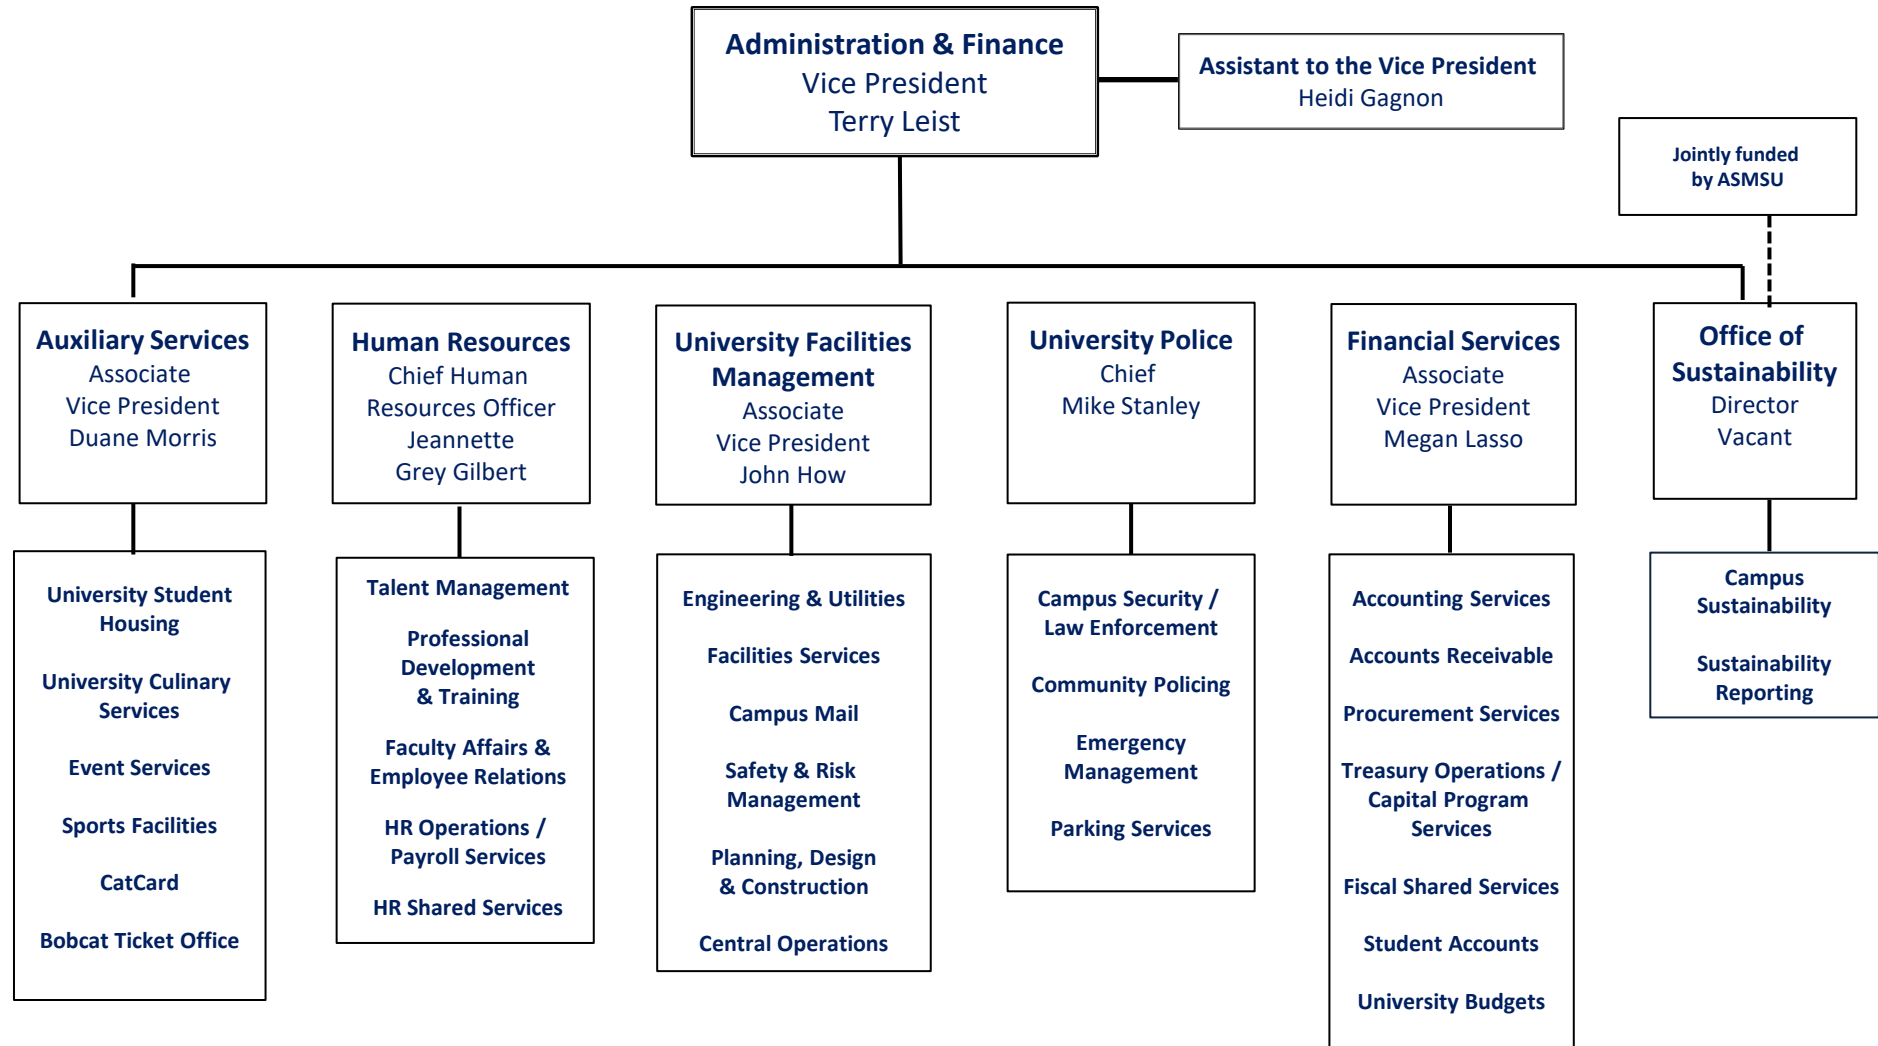 Administration & Finance
Vice President
Terry Leist
Assistant to the Vice President
Heidi Gagnon
Jointly funded
by ASMSU
Auxiliary Services
Associate
Vice President
Duane Morris
Human Resources
Chief Human
Resources Officer
Jeannette
Grey Gilbert
University Facilities
Management
Associate
Vice President
John How
University Police
Chief
Mike Stanley
Financial Services
Associate
Vice President
Megan Lasso
Office of
Sustainability
Director
Vacant
University Student
Housing
University Culinary
Services
Event Services
Sports Facilities
CatCard
Bobcat Ticket Office
Talent Management
Professional
Development
& Training
Faculty Affairs &
Employee Relations
HR Operations /
Payroll Services
HR Shared Services
Engineering & Utilities
Facilities Services
Campus Mail
Safety & Risk
Management
Planning, Design
& Construction
Central Operations
Campus Security /
Law Enforcement
Community Policing
Emergency
Management
Parking Services
Accounting Services
Accounts Receivable
Procurement Services
Treasury Operations /
Capital Program
Services
Fiscal Shared Services
Student Accounts
University Budgets
Campus
Sustainability
Sustainability
Reporting